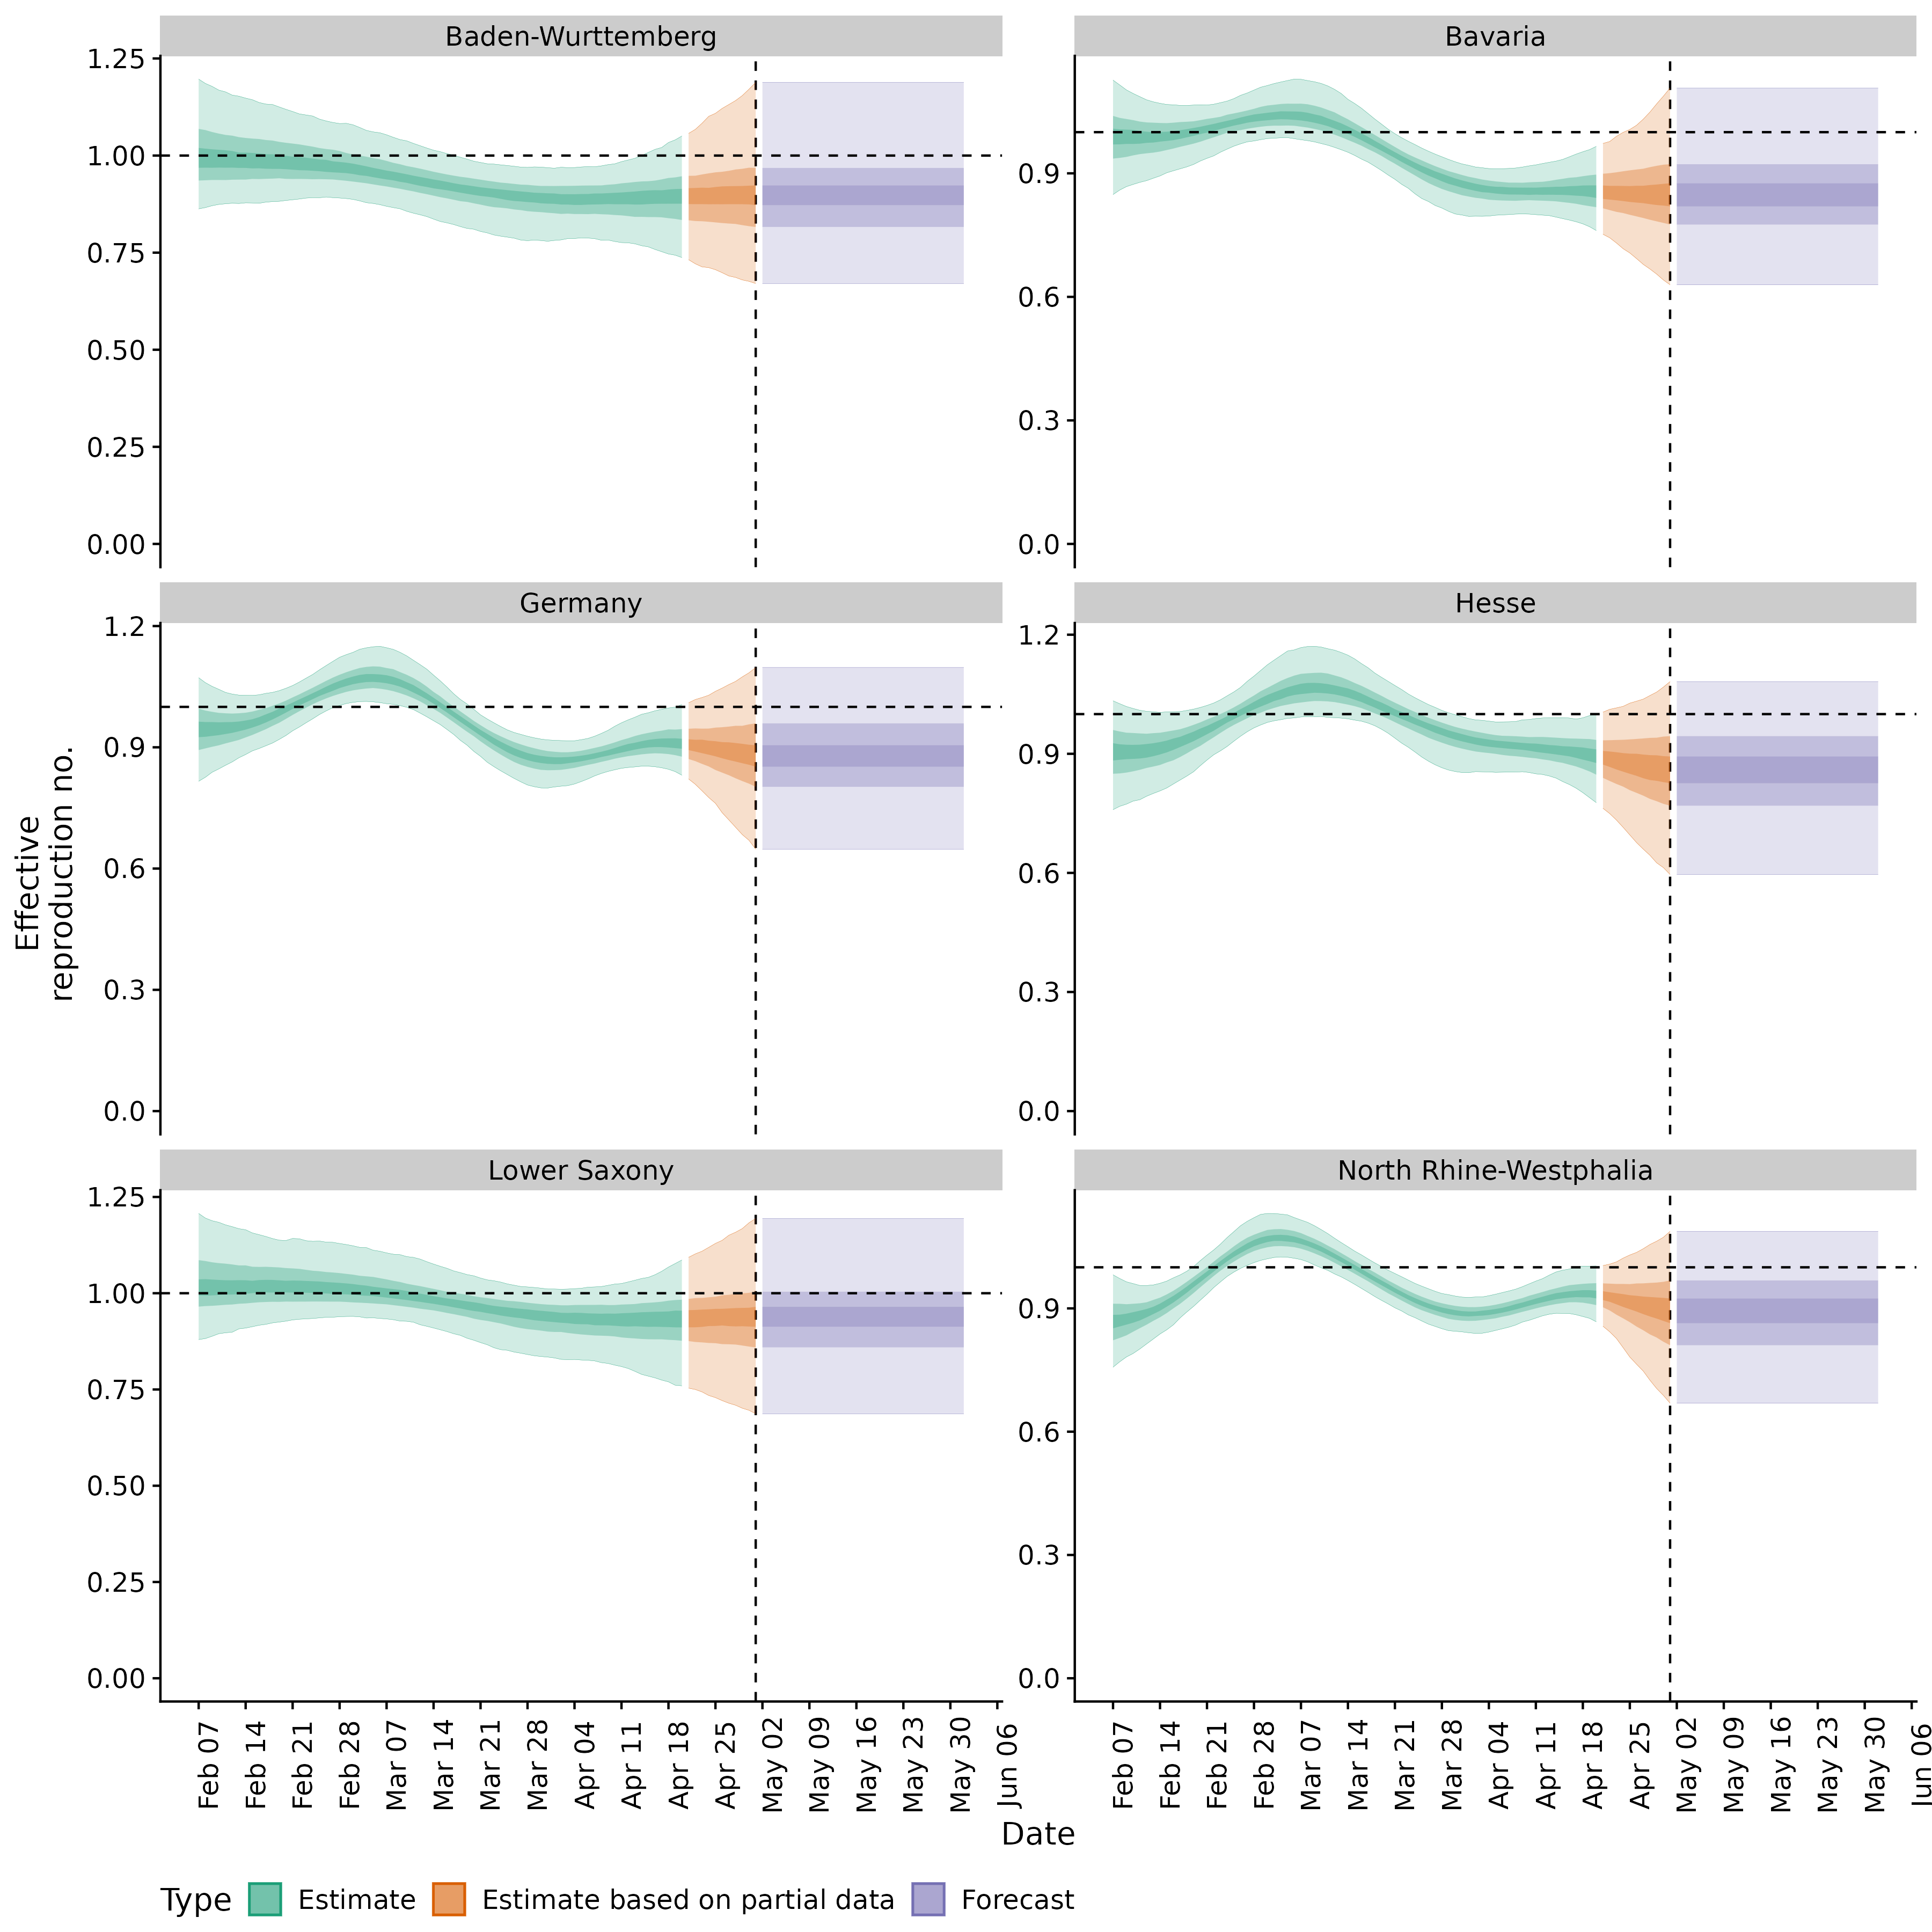 Baden-Wurttemberg
Bavaria
1.25
1.00
0.75
0.50
0.25
0.00
0.9
0.6
0.3
0.0
Germany
Hesse
1.2
0.9
0.6
0.3
0.0
1.2
0.9
0.6
0.3
0.0
Effective
reproduction no.
Lower Saxony
North Rhine-Westphalia
1.25
1.00
0.75
0.50
0.25
0.00
0.9
0.6
0.3
0.0
Feb 07
Feb 14
Feb 21
Feb 28
Mar 07
Mar 14
Mar 21
Mar 28
Apr 04
Apr 11
Apr 18
Apr 25
May 02
May 09
May 16
May 23
May 30
Jun 06
Feb 07
Feb 14
Feb 21
Feb 28
Mar 07
Mar 14
Mar 21
Mar 28
Apr 04
Apr 11
Apr 18
Apr 25
May 02
May 09
May 16
May 23
May 30
Jun 06
Date
Type Estimate Estimate based on partial data Forecast